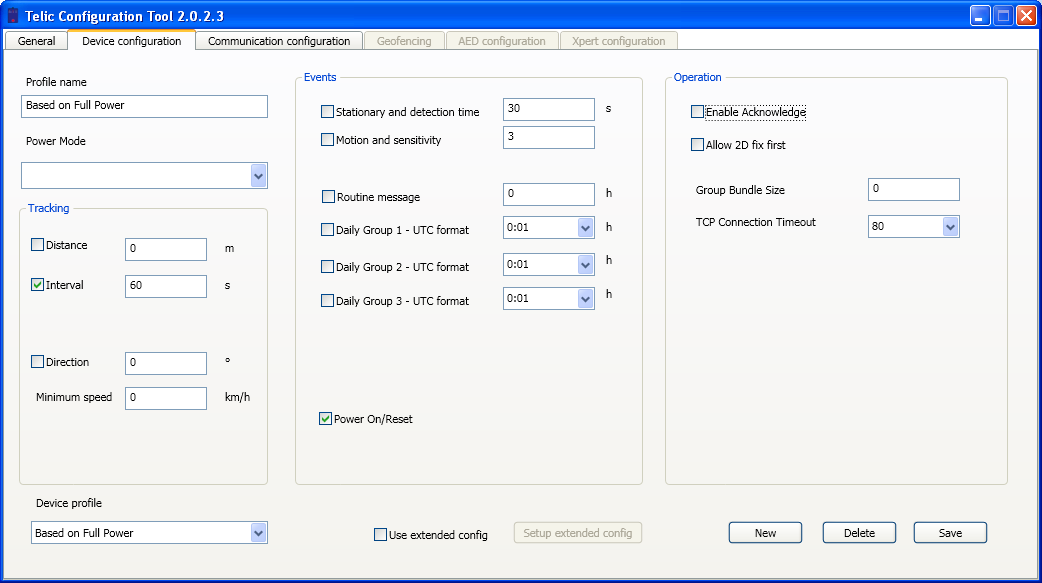 Telic Configuration Tool 2.0.2.3
General Device configuration Communication configuration Geofencing AED configuration Xpert configuration
Profile name
Based on Full Power
Power Mode
Tracking
Distance 0 m
Interval 60 s
Direction 0 °
Minimum speed 0 km/h
Events
Stationary and detection time 30 s
Motion and sensitivity 3
Routine message 0 h
Daily Group 1 - UTC format 0:01 h
Daily Group 2 - UTC format 0:01 h
Daily Group 3 - UTC format 0:01 h
Power On/Reset
Operation
Enable Acknowledge
Allow 2D fix first
Group Bundle Size 0
TCP Connection Timeout 80
Device profile
Based on Full Power
Use extended config Setup extended config New Delete Save